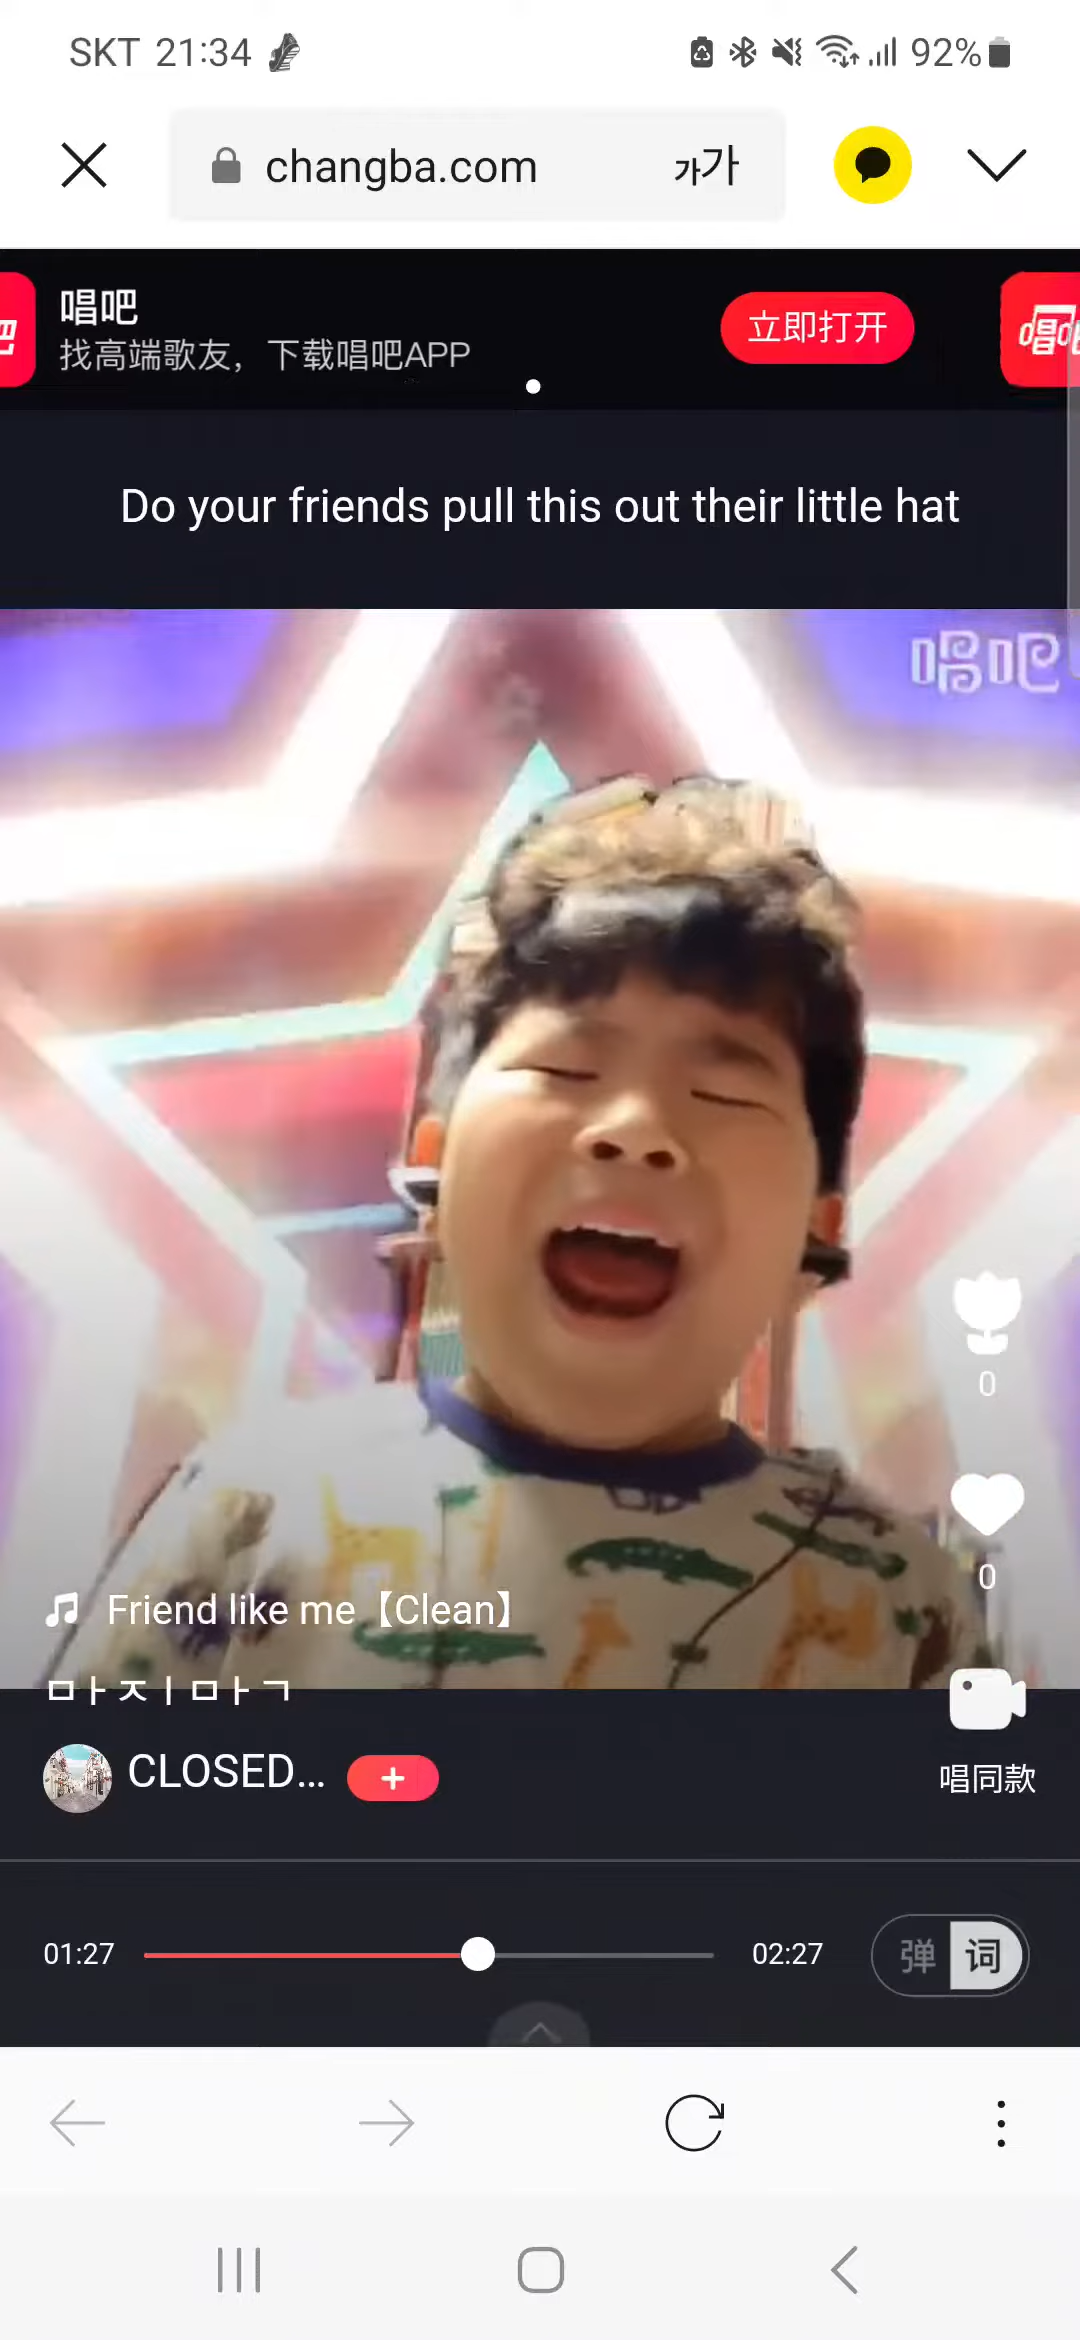 SKT 21:34 92%
changba.com 가가
唱吧
找高端歌友，下载唱吧APP
立即打开
唱吧
Do your friends pull this out their little hat
唱吧
0
0
Friend like me【Clean】
ㅁㅏㅈㅣㅁㅏㄱ
CLOSED...
唱同款
01:27 02:27 弹 词